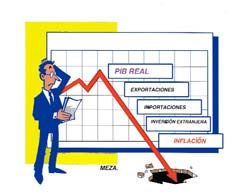 PIB REAL
EXPORTACIONES
IMPORTACIONES
INVERSIÓN EXTRANJERA
INFLACIÓN
MEZA.